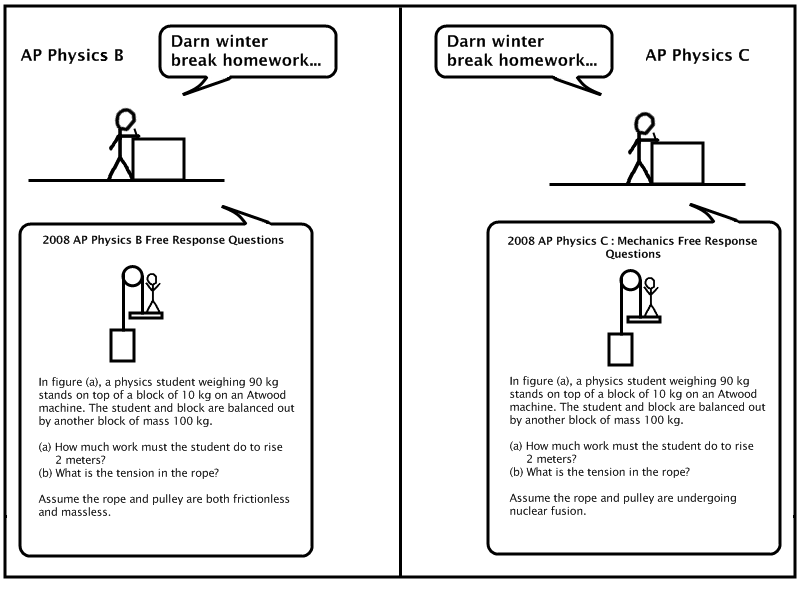 AP Physics B
Darn winter
break homework...
2008 AP Physics B Free Response Questions
In figure (a), a physics student weighing 90 kg
stands on top of a block of 10 kg on an Atwood
machine. The student and block are balanced out
by another block of mass 100 kg.
(a) How much work must the student do to rise
2 meters?
(b) What is the tension in the rope?
Assume the rope and pulley are both frictionless
and massless.
Darn winter
break homework...
AP Physics C
2008 AP Physics C : Mechanics Free Response
Questions
In figure (a), a physics student weighing 90 kg
stands on top of a block of 10 kg on an Atwood
machine. The student and block are balanced out
by another block of mass 100 kg.
(a) How much work must the student do to rise
2 meters?
(b) What is the tension in the rope?
Assume the rope and pulley are undergoing
nuclear fusion.